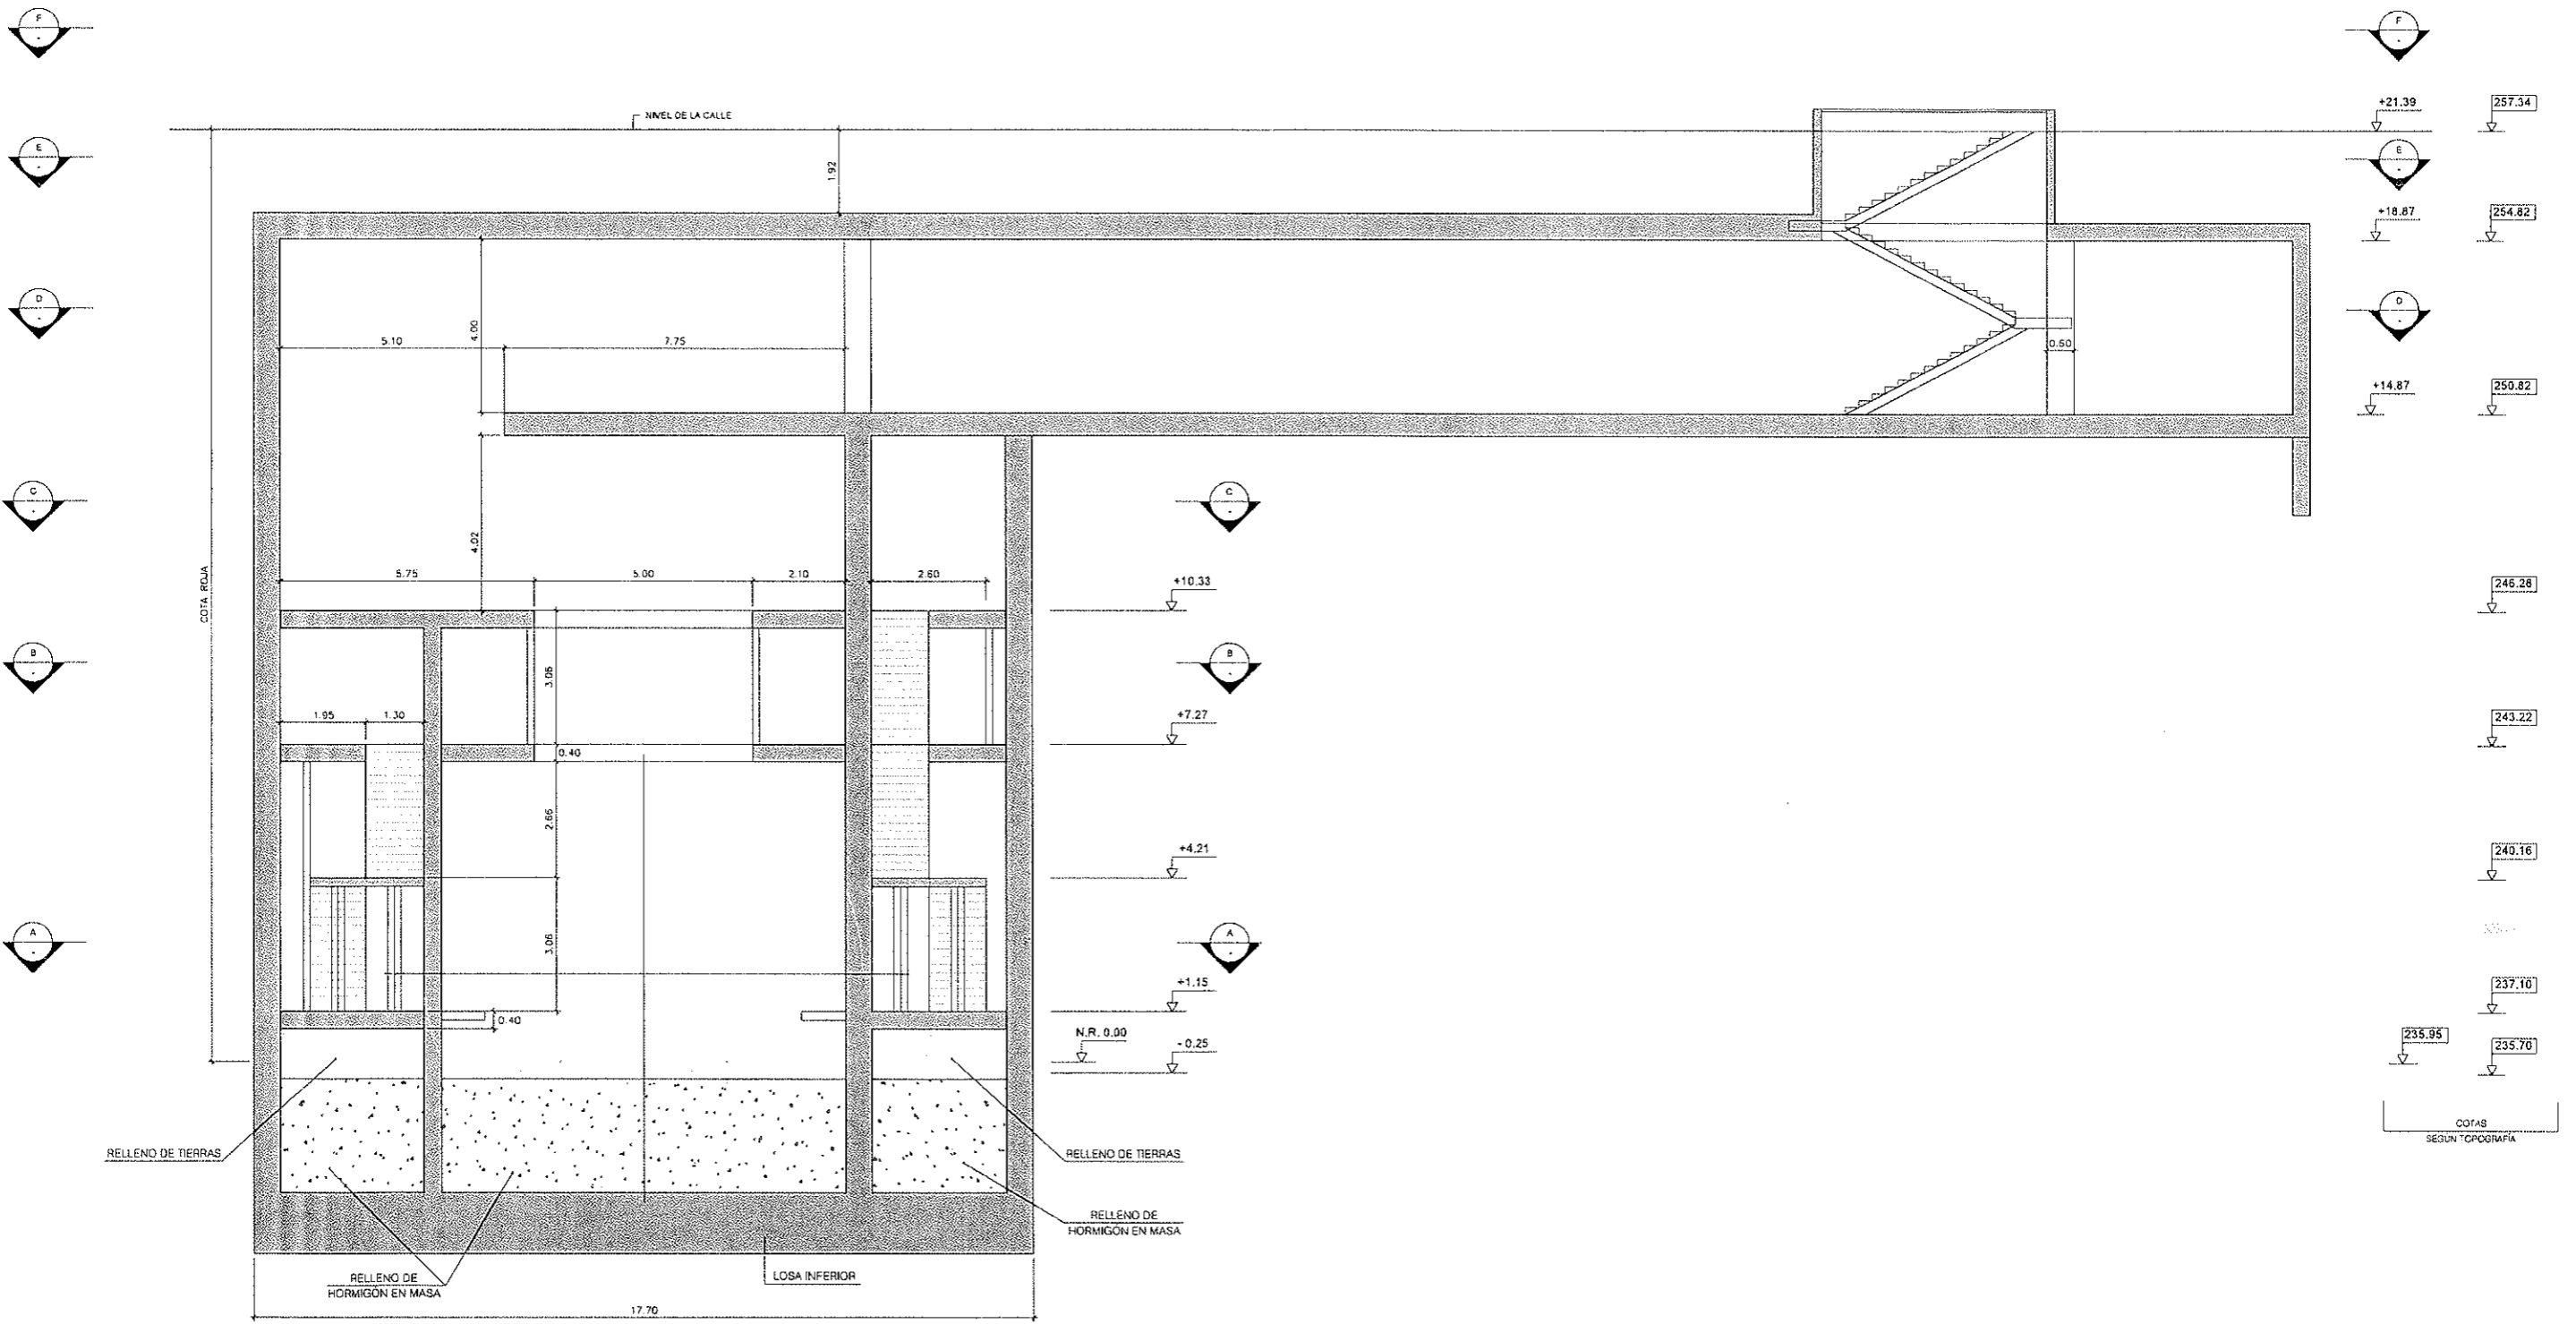 F
F
+21.39
257.34
NIVEL DE LA CALLE
E
E
1.92
+18.87
254.82
D
D
4.00
5.10
7.75
0.50
+14.87
250.82
C
C
4.02
COTA ROJA
5.75
5.00
2.10
2.60
+10.33
246.28
B
B
3.06
1.95
1.30
+7.27
243.22
0.40
2.66
+4.21
240.16
A
A
3.06
+1.15
237.10
0.40
N.R. 0.00
235.95
- 0.25
235.70
COTAS
SEGÚN TOPOGRAFÍA
RELLENO DE TIERRAS
RELLENO DE TIERRAS
RELLENO DE
HORMIGÓN EN MASA
RELLENO DE
HORMIGÓN EN MASA
LOSA INFERIOR
17.70